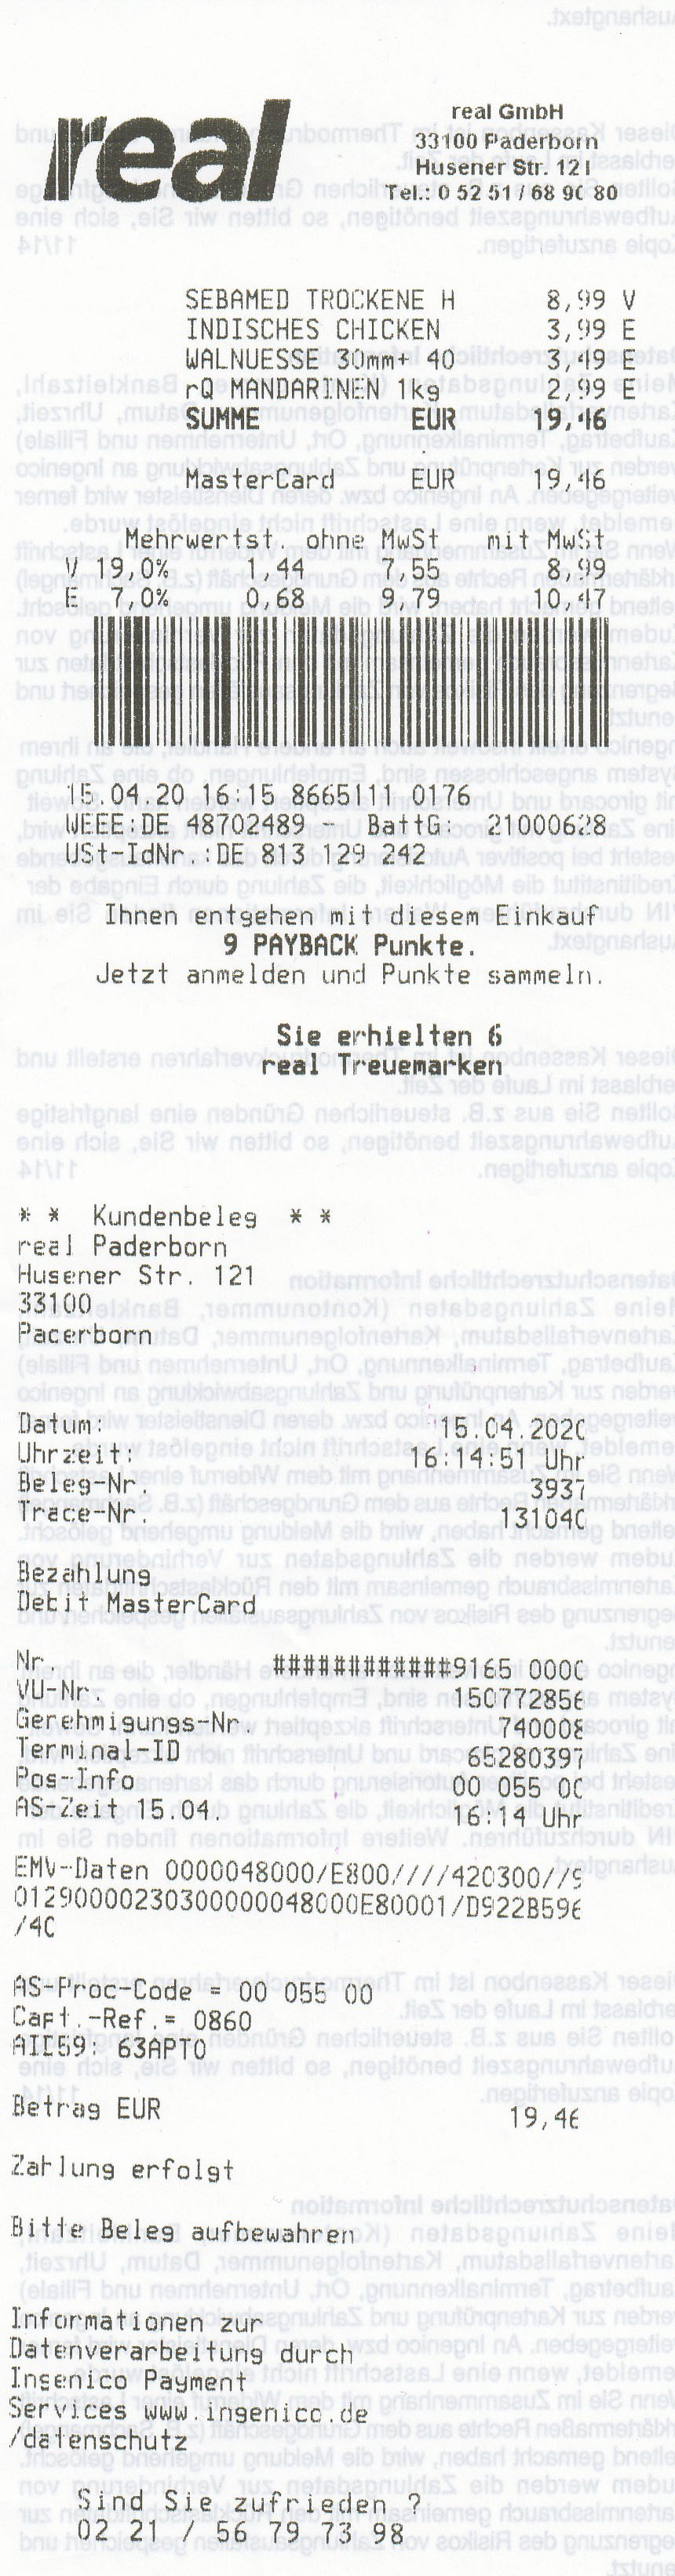 real
real GmbH
33100 Paderborn
Husener Str. 121
Tel.: 0 52 51 / 68 90 80
SEBAMED TROCKENE H 8,99 V
INDISCHES CHICKEN 3,99 E
WALNUESSE 30mm+ 40 3,49 E
rQ MANDARINEN 1kg 2,99 E
SUMME EUR 19,46
MasterCard EUR 19,46
Mehrwertst. ohne MwSt mit MwSt
V 19,0% 1,44 7,55 8,99
E 7,0% 0,68 9,79 10,47
15.04.20 16:15 8665111 0176
WEEE:DE 48702489 - BattG: 21000628
USt-IdNr.:DE 813 129 242
Ihnen entgehen mit diesem Einkauf
9 PAYBACK Punkte.
Jetzt anmelden und Punkte sammeln.
Sie erhielten 6
real Treuemarken
* * Kundenbeleg * *
real Paderborn
Husener Str. 121
33100
Paderborn
Datum: 15.04.2020
Uhrzeit: 16:14:51 Uhr
Beleg-Nr. 3937
Trace-Nr. 131040
Bezahlung
Debit MasterCard
Nr. ############9165 0000
VU-Nr. 150772856
Genehmigungs-Nr. 740009
Terminal-ID 65280397
Pos-Info 00 055 00
AS-Zeit 15.04. 16:14 Uhr
EMV-Daten 0000048000/E800////420300//9
0129000023030000048000E80001/D922B596
/40
AS-Proc-Code = 00 055 00
Capt.-Ref.= 0860
AID59: 63APT0
Betrag EUR 19,46
Zahlung erfolgt
Bitte Beleg aufbewahren
Informationen zur
Datenverarbeitung durch
Ingenico Payment
Services www.ingenico.de
/datenschutz
Sind Sie zufrieden ?
02 21 / 56 79 73 98